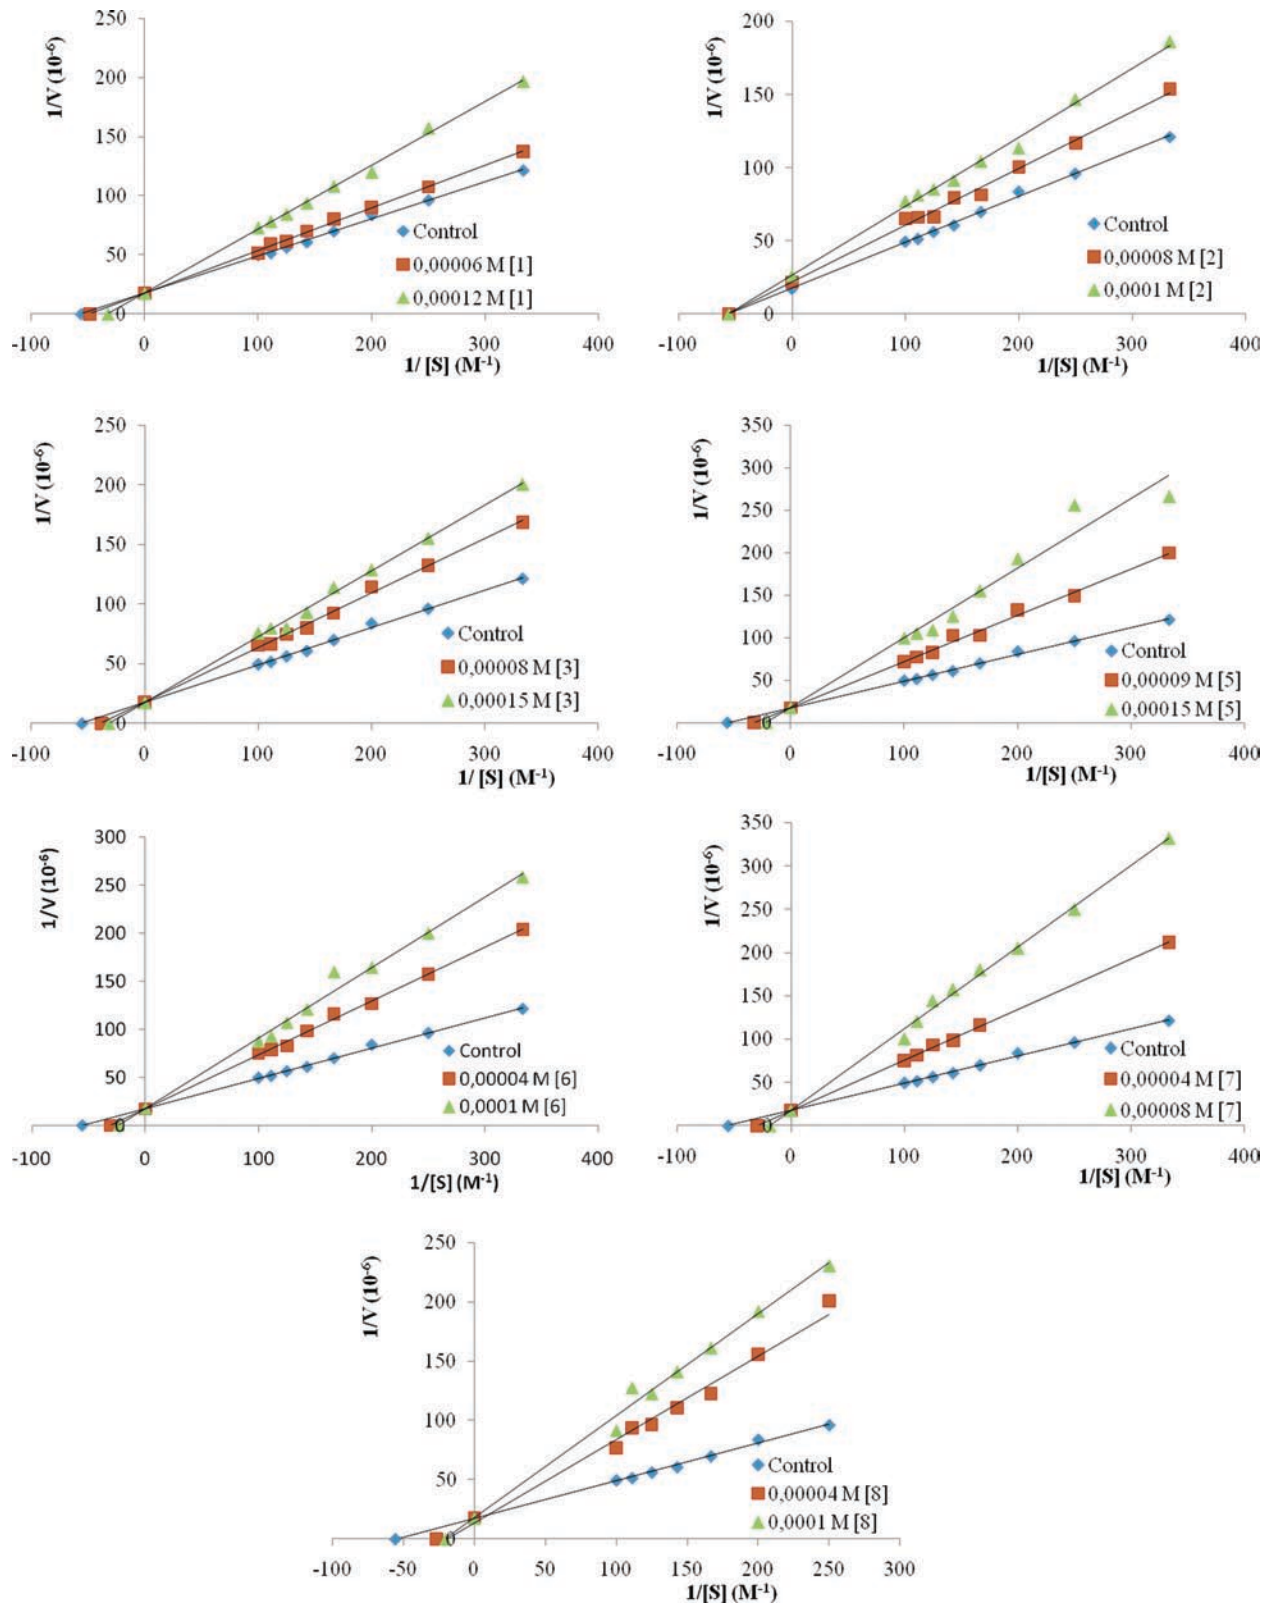 1/V (10⁻⁶)
250
200
150
100
50
0
-100 0 100 200 300 400
1/ [S] (M⁻¹)
Control
0,00006 M [1]
0,00012 M [1]
1/V (10⁻⁶)
200
150
100
50
0
-100 0 100 200 300 400
1/[S] (M⁻¹)
Control
0,00008 M [2]
0,0001 M [2]
1/V (10⁻⁶)
250
200
150
100
50
0
-100 0 100 200 300 400
1/ [S] (M⁻¹)
Control
0,00008 M [3]
0,00015 M [3]
1/V (10⁻⁶)
350
300
250
200
150
100
50
0
-100 0 100 200 300 400
1/[S] (M⁻¹)
Control
0,00009 M [5]
0,00015 M [5]
1/V (10⁻⁶)
300
250
200
150
100
50
0
-100 0 100 200 300 400
1/[S] (M⁻¹)
Control
0,00004 M [6]
0,0001 M [6]
1/V (10⁻⁶)
350
300
250
200
150
100
50
0
-100 0 100 200 300 400
1/[S] (M⁻¹)
Control
0,00004 M [7]
0,00008 M [7]
1/V (10⁻⁶)
250
200
150
100
50
0
-100 -50 0 50 100 150 200 250 300
1/[S] (M⁻¹)
Control
0,00004 M [8]
0,0001 M [8]